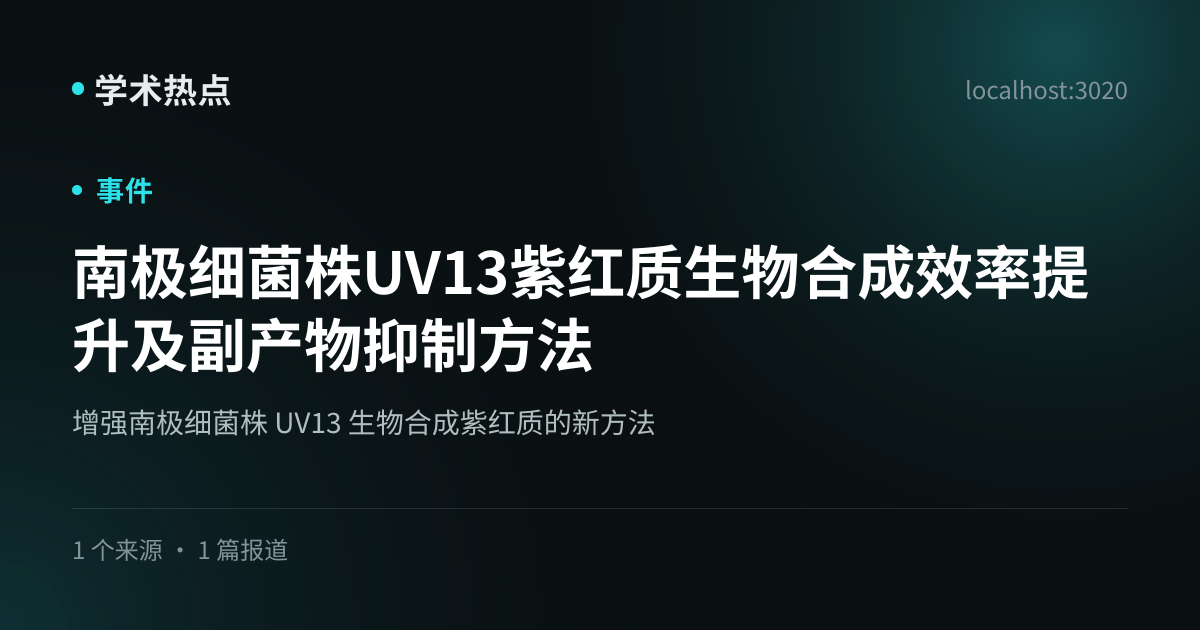 学术热点
localhost:3020
事件
南极细菌株UV13紫红质生物合成效率提
升及副产物抑制方法
增强南极细菌株 UV13 生物合成紫红质的新方法
1 个来源 · 1 篇报道